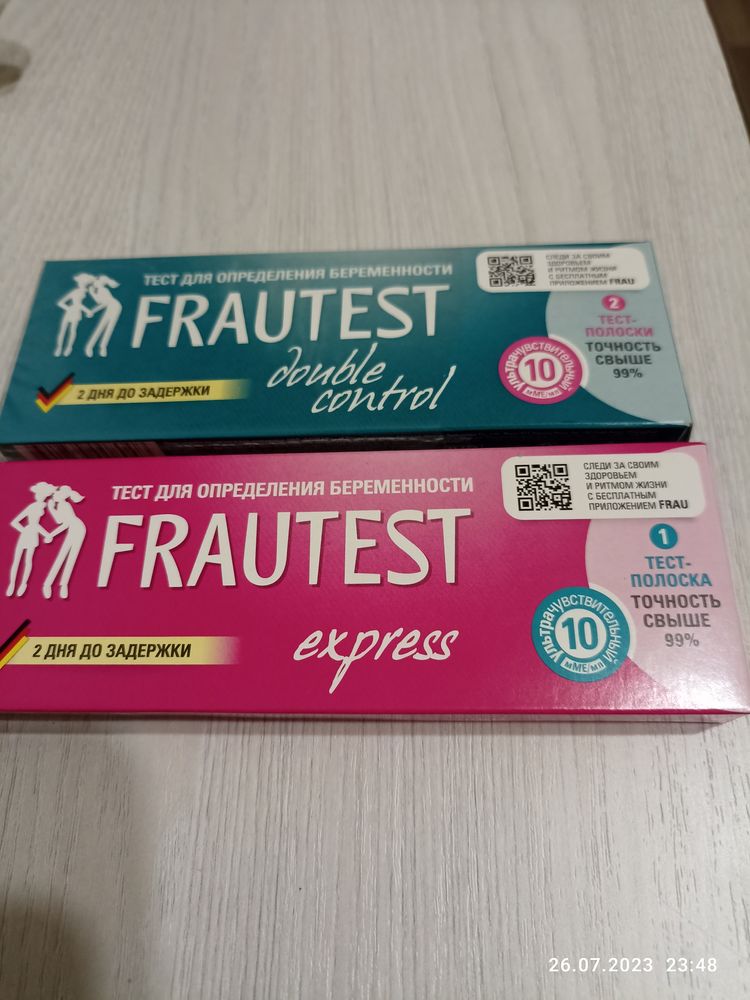 ТЕСТ ДЛЯ ОПРЕДЕЛЕНИЯ БЕРЕМЕННОСТИ
FRAUTEST
double
control
2 ДНЯ ДО ЗАДЕРЖКИ
СЛЕДИ ЗА СВОИМ
ЗДОРОВЬЕМ
И РИТМОМ ЖИЗНИ
С БЕСПЛАТНЫМ
ПРИЛОЖЕНИЕМ FRAU
2
ТЕСТ-
ПОЛОСКИ
ТОЧНОСТЬ
СВЫШЕ
99%
ультрачувствительный
10
мМЕ/мл
ТЕСТ ДЛЯ ОПРЕДЕЛЕНИЯ БЕРЕМЕННОСТИ
FRAUTEST
express
2 ДНЯ ДО ЗАДЕРЖКИ
СЛЕДИ ЗА СВОИМ
ЗДОРОВЬЕМ
И РИТМОМ ЖИЗНИ
С БЕСПЛАТНЫМ
ПРИЛОЖЕНИЕМ FRAU
1
ТЕСТ-
ПОЛОСКА
ТОЧНОСТЬ
СВЫШЕ
99%
ультрачувствительный
10
мМЕ/мл
26.07.2023 23:48